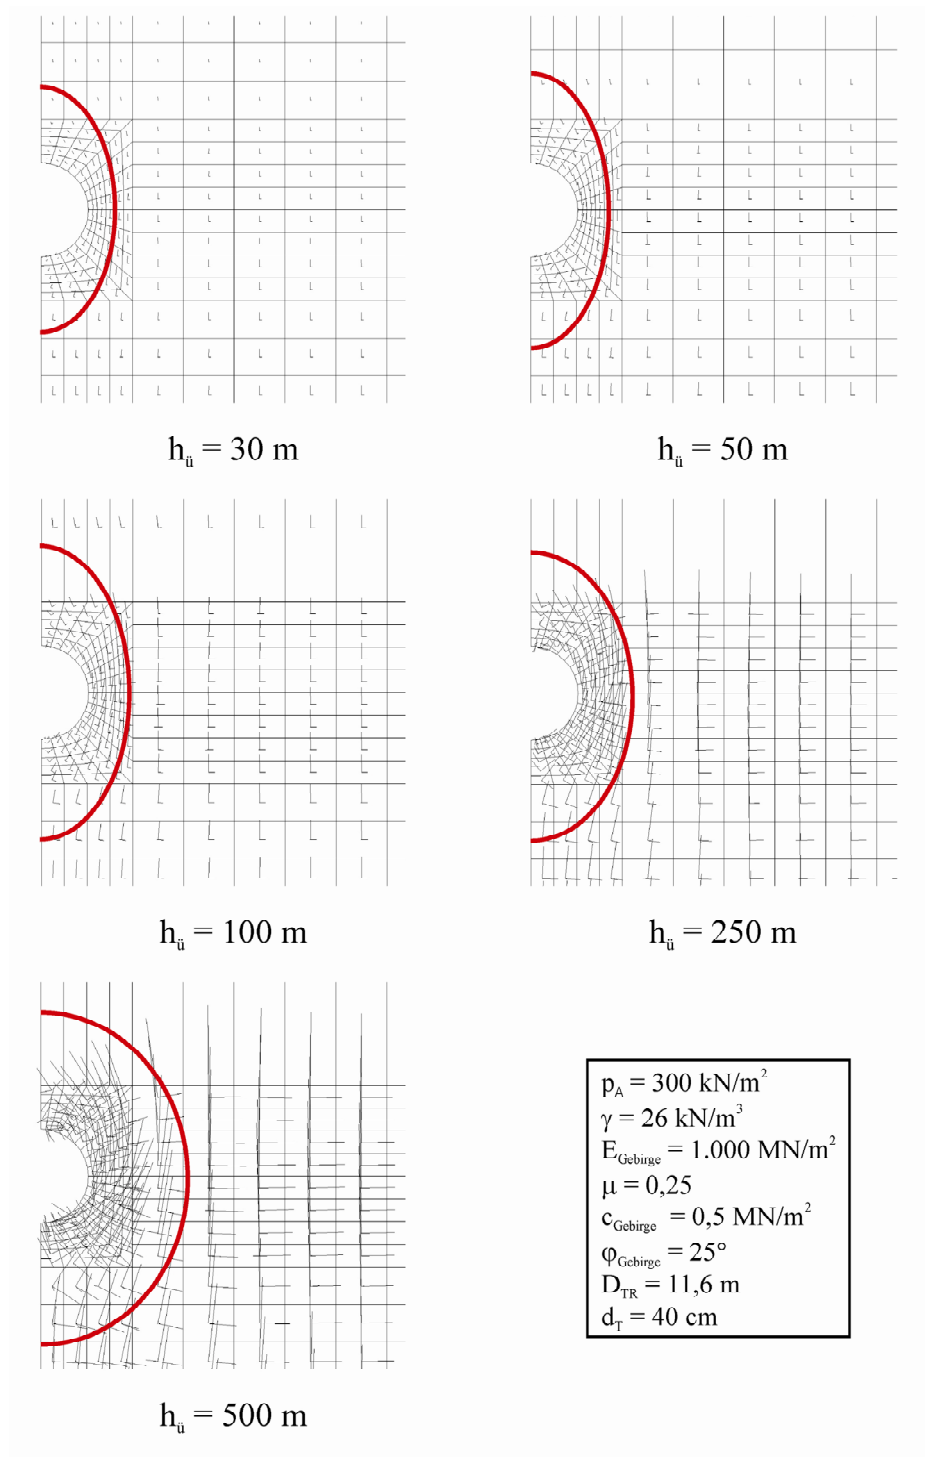 hü = 30 m
hü = 50 m
hü = 100 m
hü = 250 m
hü = 500 m
pA = 300 kN/m²
γ = 26 kN/m³
EGebirge = 1.000 MN/m²
μ = 0,25
cGebirge = 0,5 MN/m²
φGebirge = 25°
DTR = 11,6 m
dT = 40 cm